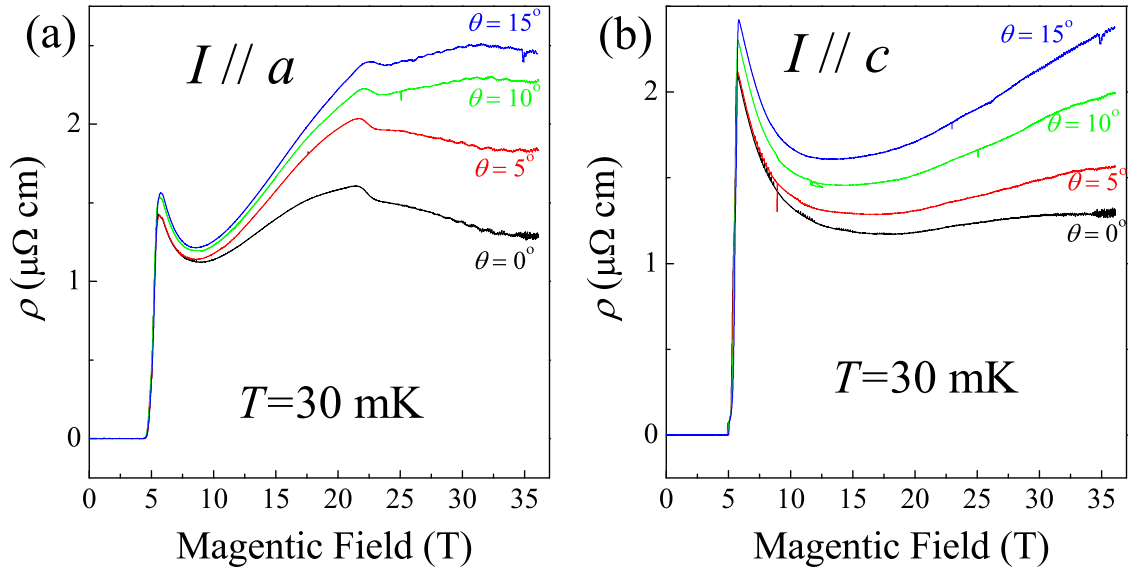 (a)
I // a
θ = 15°
θ = 10°
θ = 5°
θ = 0°
T=30 mK
ρ (μΩ cm)
2
1
0
0 5 10 15 20 25 30 35
Magentic Field (T)
(b)
I // c
θ = 15°
θ = 10°
θ = 5°
θ = 0°
T=30 mK
ρ (μΩ cm)
2
1
0
0 5 10 15 20 25 30 35
Magentic Field (T)